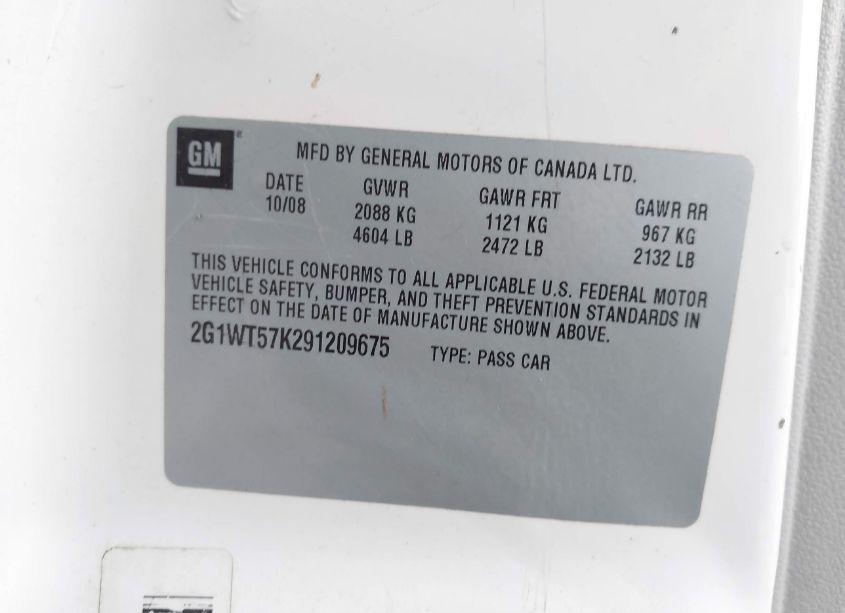 GM
MFD BY GENERAL MOTORS OF CANADA LTD.
DATE GVWR GAWR FRT GAWR RR
10/08 2088 KG 1121 KG 967 KG
4604 LB 2472 LB 2132 LB
THIS VEHICLE CONFORMS TO ALL APPLICABLE U.S. FEDERAL MOTOR
VEHICLE SAFETY, BUMPER, AND THEFT PREVENTION STANDARDS IN
EFFECT ON THE DATE OF MANUFACTURE SHOWN ABOVE.
2G1WT57K291209675 TYPE: PASS CAR